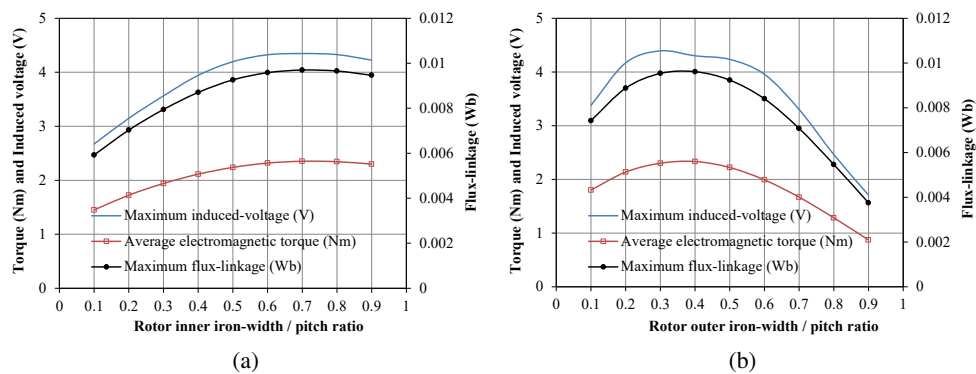 5
4
3
2
1
0
Torque (Nm) and Induced voltage (V)
0.012
0.01
0.008
0.006
0.004
0.002
0
Flux-linkage (Wb)
Maximum induced-voltage (V)
Average electromagnetic torque (Nm)
Maximum flux-linkage (Wb)
0 0.1 0.2 0.3 0.4 0.5 0.6 0.7 0.8 0.9 1
Rotor inner iron-width / pitch ratio
(a)
5
4
3
2
1
0
Torque (Nm) and Induced voltage (V)
0.012
0.01
0.008
0.006
0.004
0.002
0
Flux-linkage (Wb)
Maximum induced-voltage (V)
Average electromagnetic torque (Nm)
Maximum flux-linkage (Wb)
0 0.1 0.2 0.3 0.4 0.5 0.6 0.7 0.8 0.9 1
Rotor outer iron-width / pitch ratio
(b)